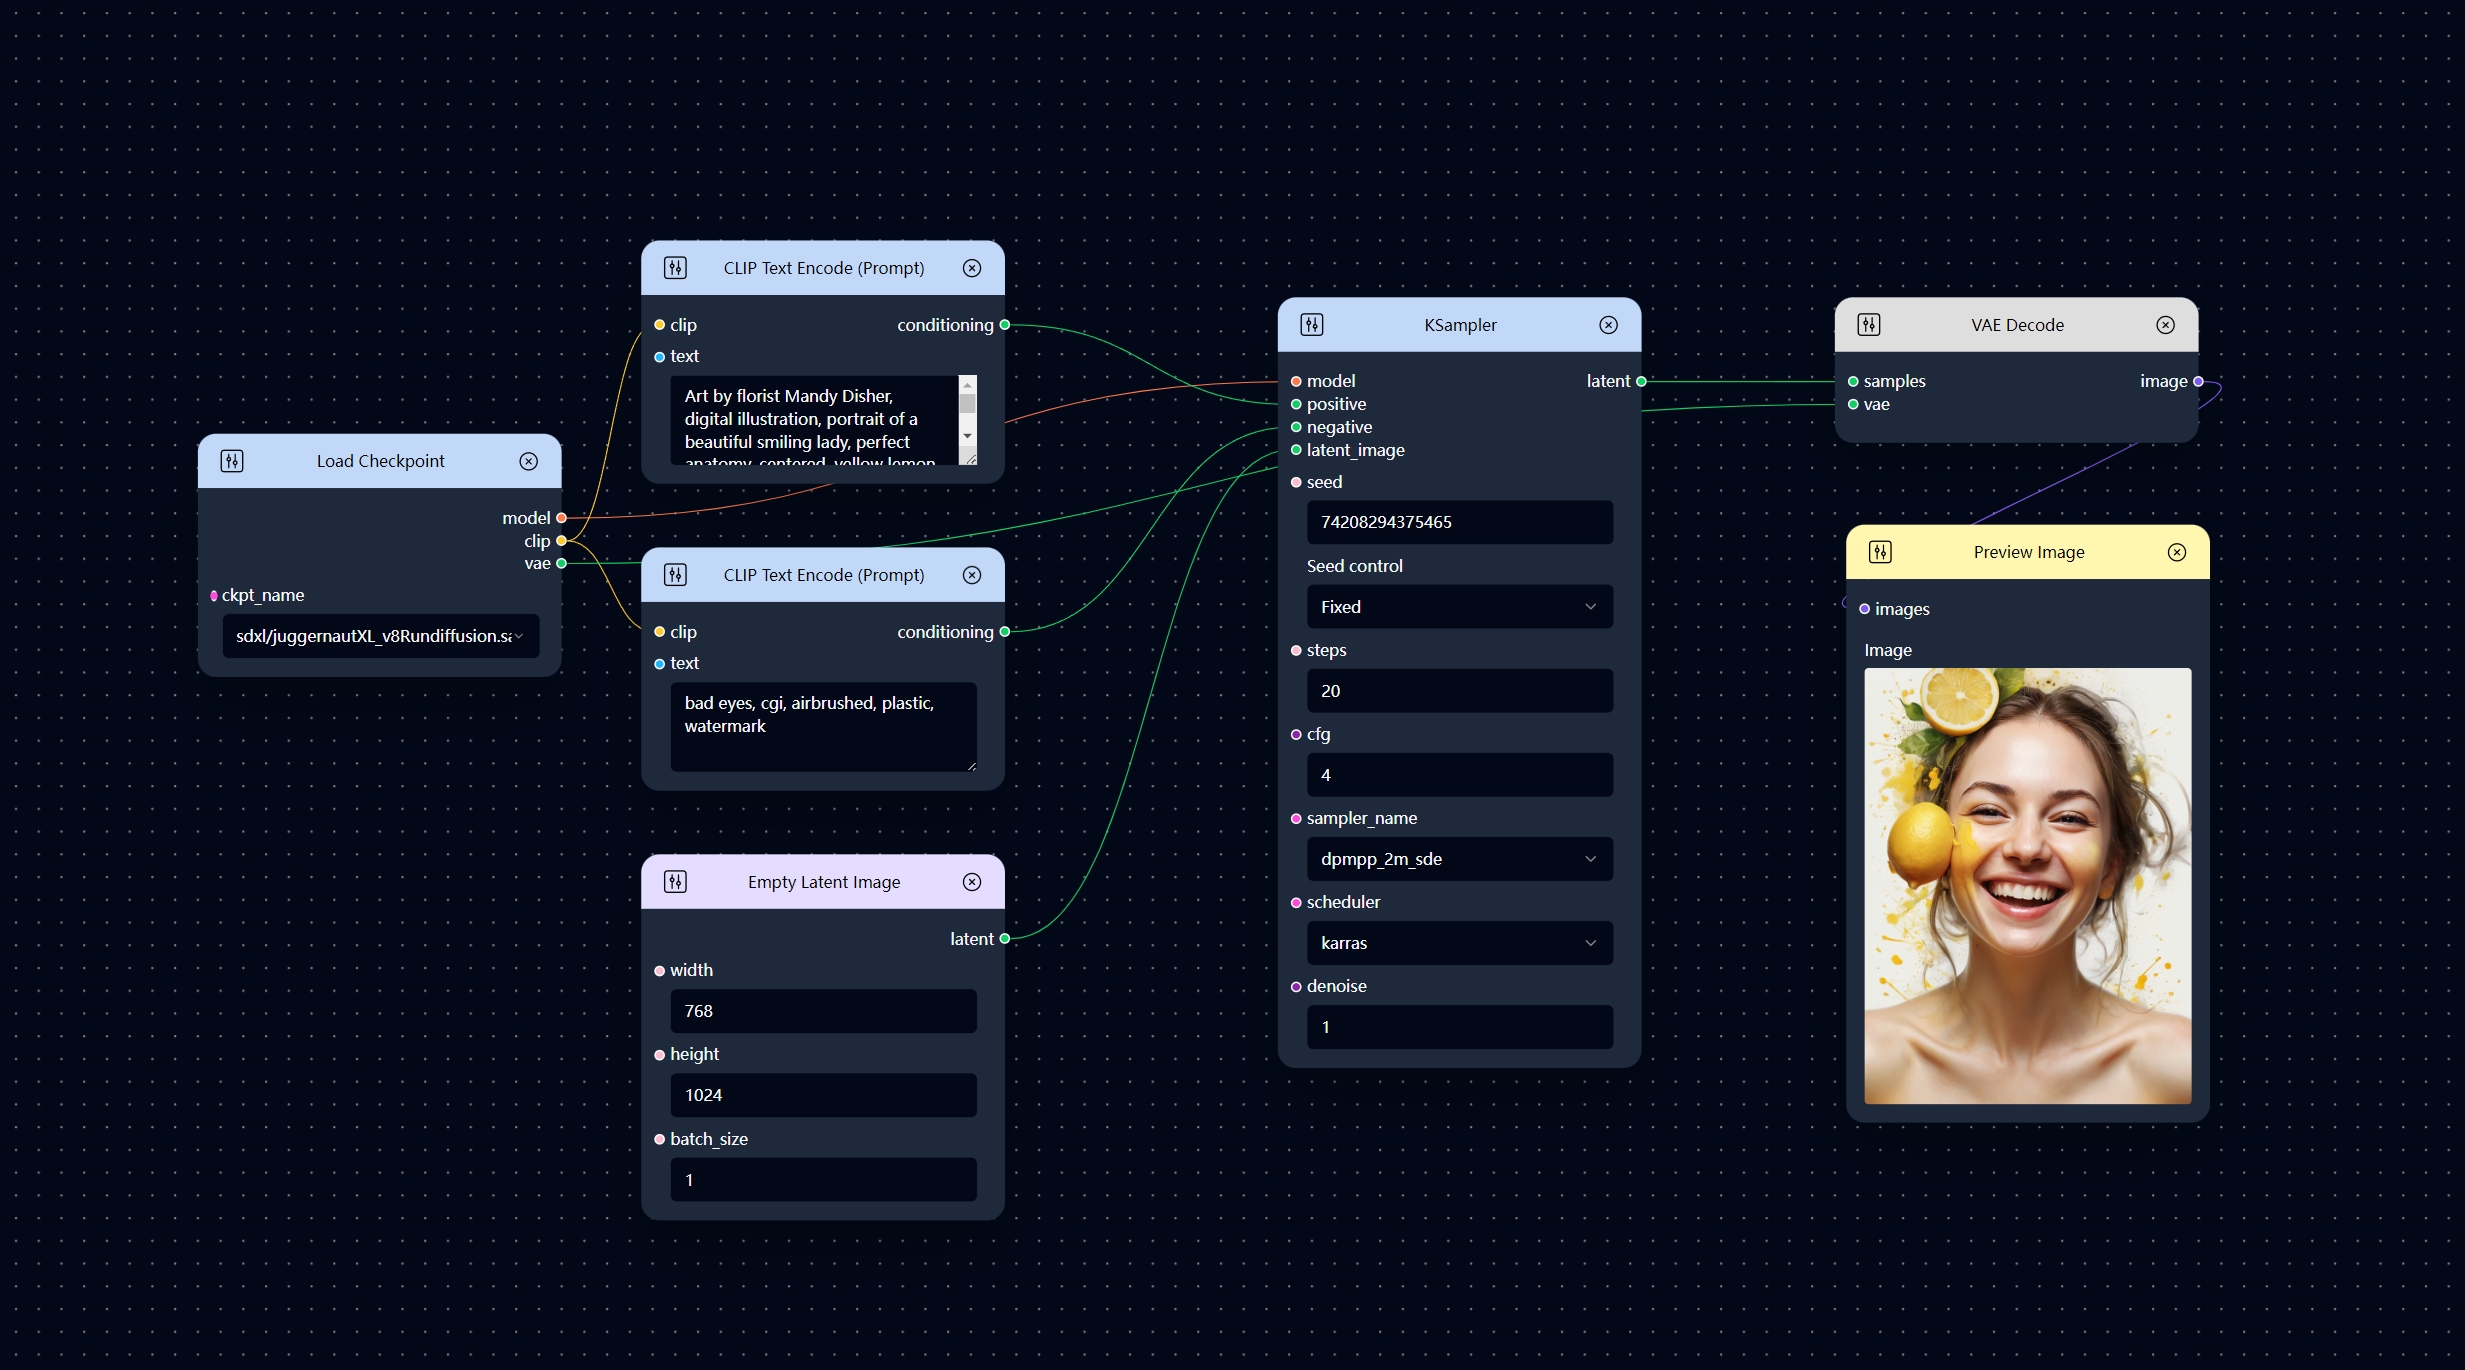 Load Checkpoint
model
clip
vae
ckpt_name
sdxl/juggernautXL_v8Rundiffusion.sa
CLIP Text Encode (Prompt)
clip
conditioning
text
Art by florist Mandy Disher,
digital illustration, portrait of a
beautiful smiling lady, perfect
anatomy, centered, yellow lemon
CLIP Text Encode (Prompt)
clip
conditioning
text
bad eyes, cgi, airbrushed, plastic,
watermark
Empty Latent Image
latent
width
768
height
1024
batch_size
1
KSampler
model
latent
positive
negative
latent_image
seed
74208294375465
Seed control
Fixed
steps
20
cfg
4
sampler_name
dpmpp_2m_sde
scheduler
karras
denoise
1
VAE Decode
samples
image
vae
Preview Image
images
Image